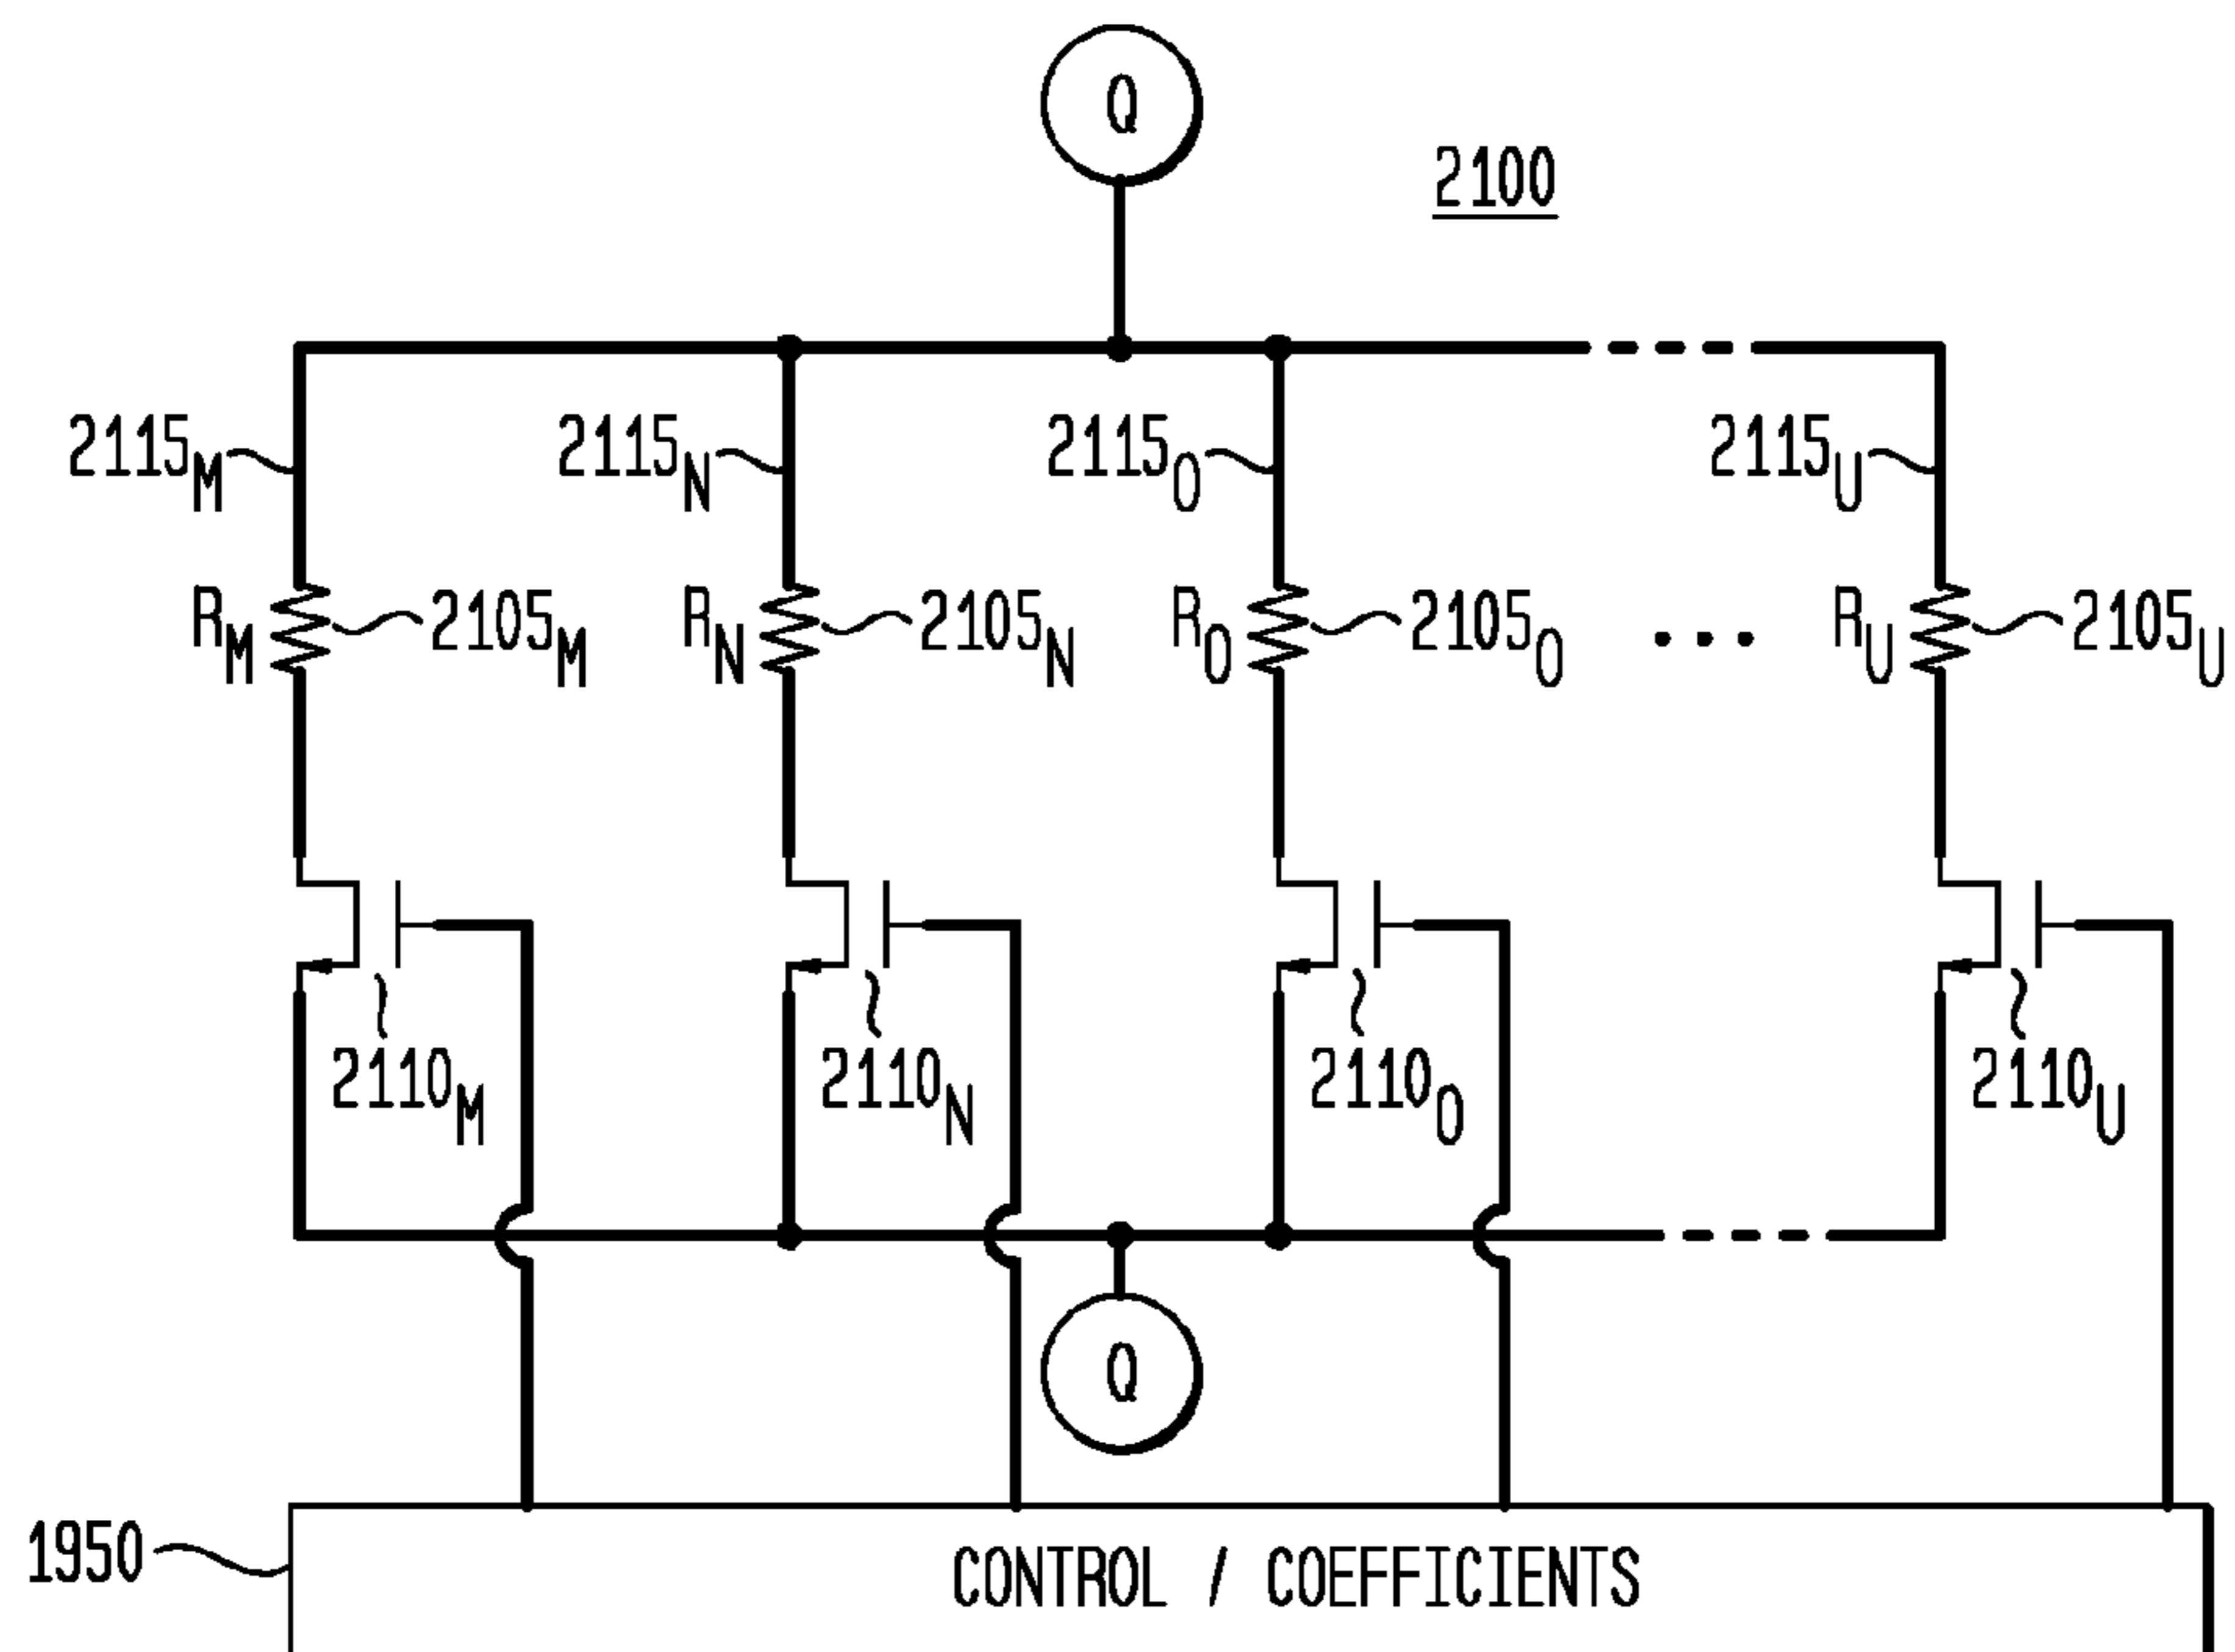 Q
2100
2115M 2115N 2115O 2115U
RM 2105M RN 2105N RO 2105O ... RU 2105U
2110M 2110N 2110O 2110U
Q
1950
CONTROL / COEFFICIENTS